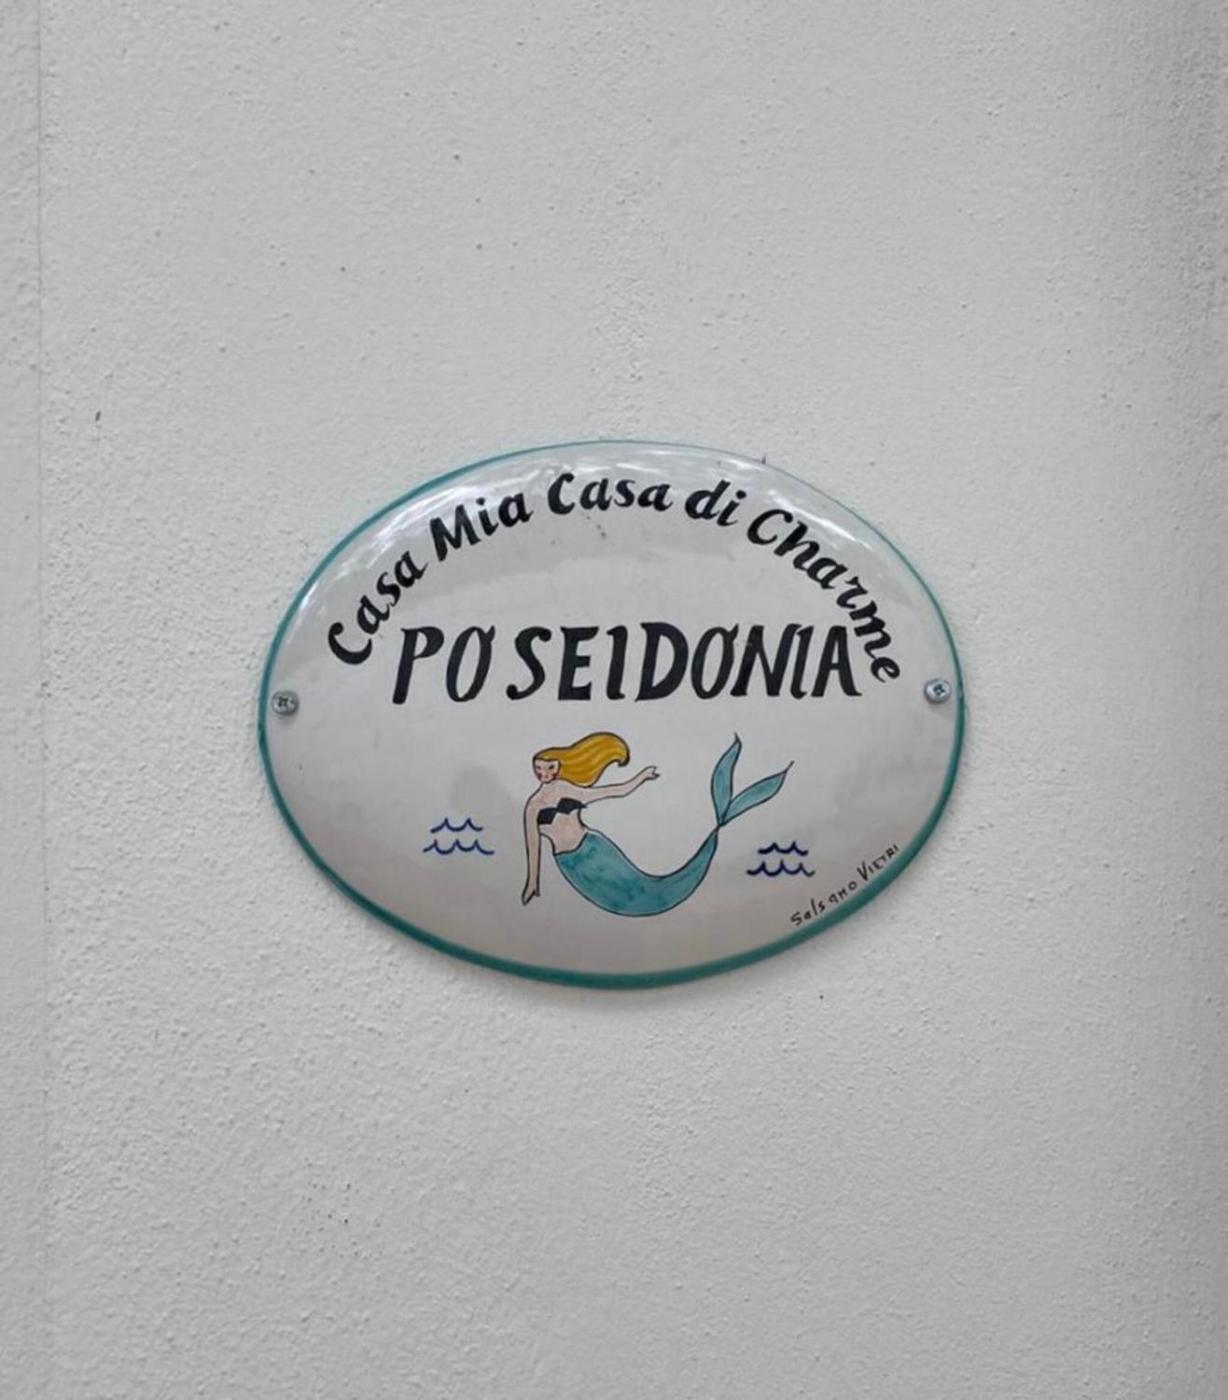 Casa Mia Casa di Charme
POSEIDONIA
Salsano Vietri